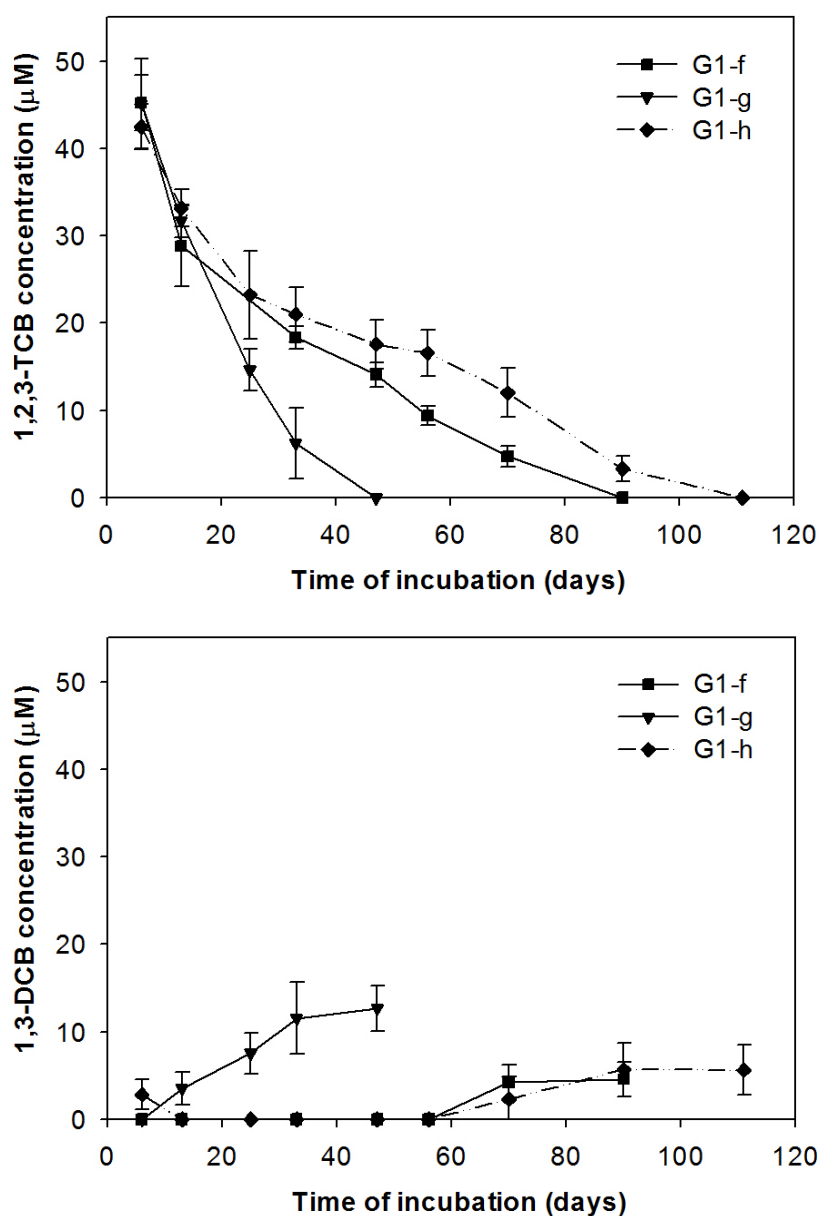 50
40
30
20
10
0
1,2,3-TCB concentration (μM)
G1-f
G1-g
G1-h
0 20 40 60 80 100 120
Time of incubation (days)
50
40
30
20
10
0
1,3-DCB concentration (μM)
G1-f
G1-g
G1-h
0 20 40 60 80 100 120
Time of incubation (days)